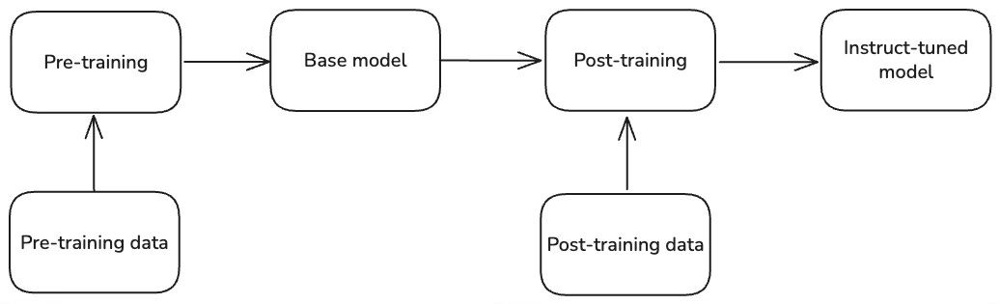 Pre-training
Base model
Post-training
Instruct-tuned
model
Pre-training data
Post-training data